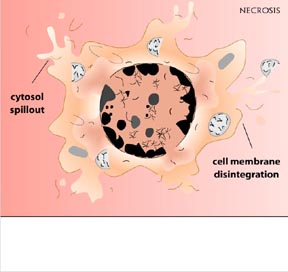 NECROSIS
cytosol
spillout
cell membrane
disintegration